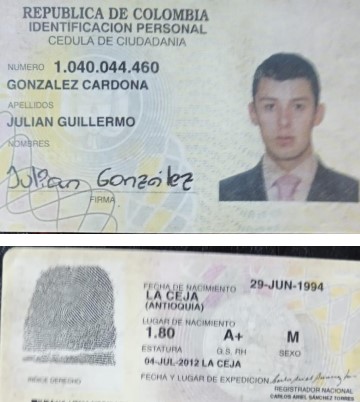 REPUBLICA DE COLOMBIA
IDENTIFICACION PERSONAL
CEDULA DE CIUDADANIA
NUMERO 1.040.044.460
GONZALEZ CARDONA
APELLIDOS
JULIAN GUILLERMO
NOMBRES
Julian González
FIRMA
FECHA DE NACIMIENTO 29-JUN-1994
LA CEJA
(ANTIOQUIA)
LUGAR DE NACIMIENTO
1.80 A+ M
ESTATURA G.S. RH SEXO
04-JUL-2012 LA CEJA
FECHA Y LUGAR DE EXPEDICION
INDICE DERECHO
REGISTRADOR NACIONAL
CARLOS ARIEL SÁNCHEZ TORRES